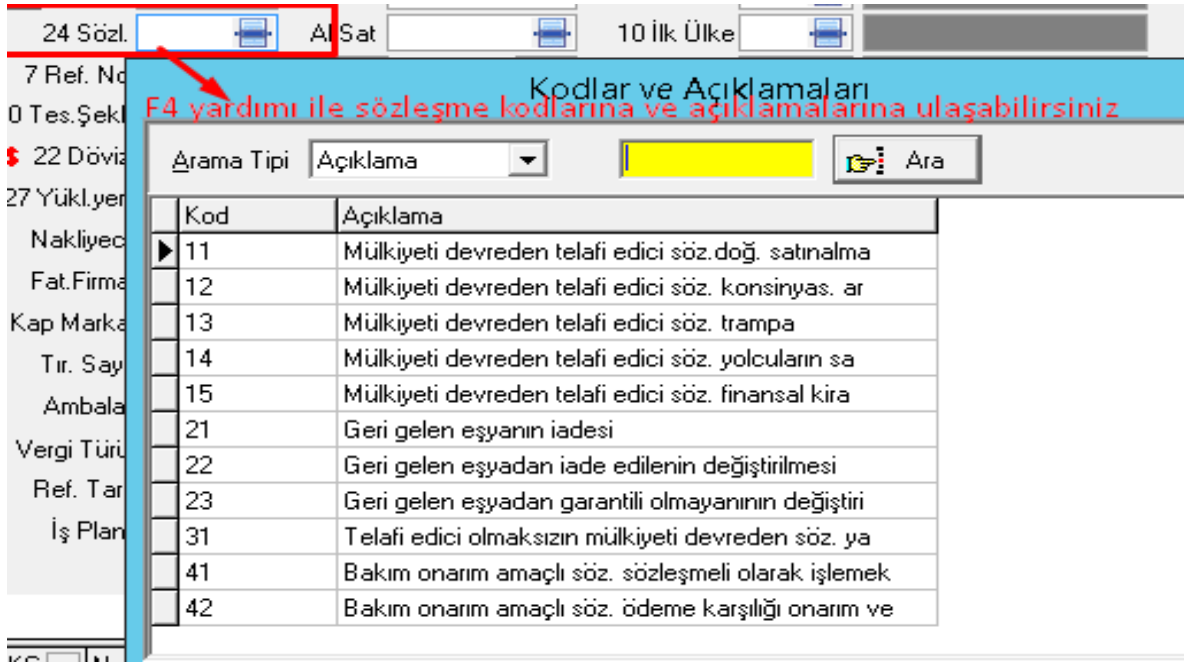 24 Sözl. Al Sat 10 İlk Ülke
7 Ref. No
0 Tes.Şekl
22 Döviz
27 Yükl.yer
Nakliyec
Fat.Firma
Kap Marka
Tır. Say
Ambala
Vergi Türü
Ref. Tar
İş Plan
Kodlar ve Açıklamaları
F4 yardımı ile sözleşme kodlarına ve açıklamalarına ulaşabilirsiniz
Arama Tipi Açıklama Ara
Kod Açıklama
11 Mülkiyeti devreden telafi edici söz.doğ. satınalma
12 Mülkiyeti devreden telafi edici söz. konsinyas. ar
13 Mülkiyeti devreden telafi edici söz. trampa
14 Mülkiyeti devreden telafi edici söz. yolcuların sa
15 Mülkiyeti devreden telafi edici söz. finansal kira
21 Geri gelen eşyanın iadesi
22 Geri gelen eşyadan iade edilenin değiştirilmesi
23 Geri gelen eşyadan garantili olmayanının değiştiri
31 Telafi edici olmaksızın mülkiyeti devreden söz. ya
41 Bakım onarım amaçlı söz. sözleşmeli olarak işlemek
42 Bakım onarım amaçlı söz. ödeme karşılığı onarım ve